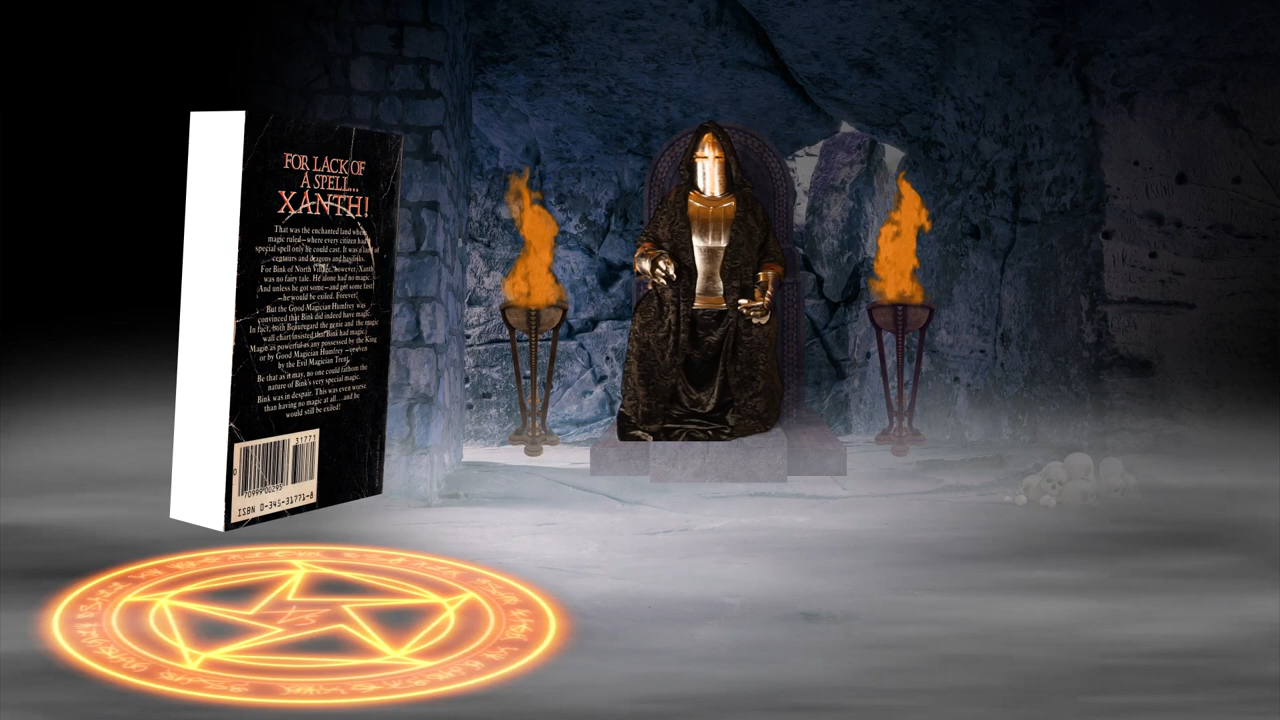 FOR LACK OF
A SPELL...
XANTH!
That was the enchanted land where
magic ruled—where every citizen had a
special spell only he could cast. It was a land of
centaurs and dragons and basilisks.
For Bink of North Village, however, Xanth
was no fairy tale. He alone had no magic.
And unless he got some—and got some fast
—he would be exiled. Forever!
But the Good Magician Humfrey was
convinced that Bink did indeed have magic.
In fact, both Beauregard the genie and the magic
wall chart insisted that Bink had magic.
Magic as powerful as any possessed by the King
or by Good Magician Humfrey—or even
by the Evil Magician Trent.
Be that as it may, no one could fathom the
nature of Bink's very special magic.
Bink was in despair. This was even worse
than having no magic at all...and he
would still be exiled!
31771
0
70999 00295
ISBN 0-345-31771-8